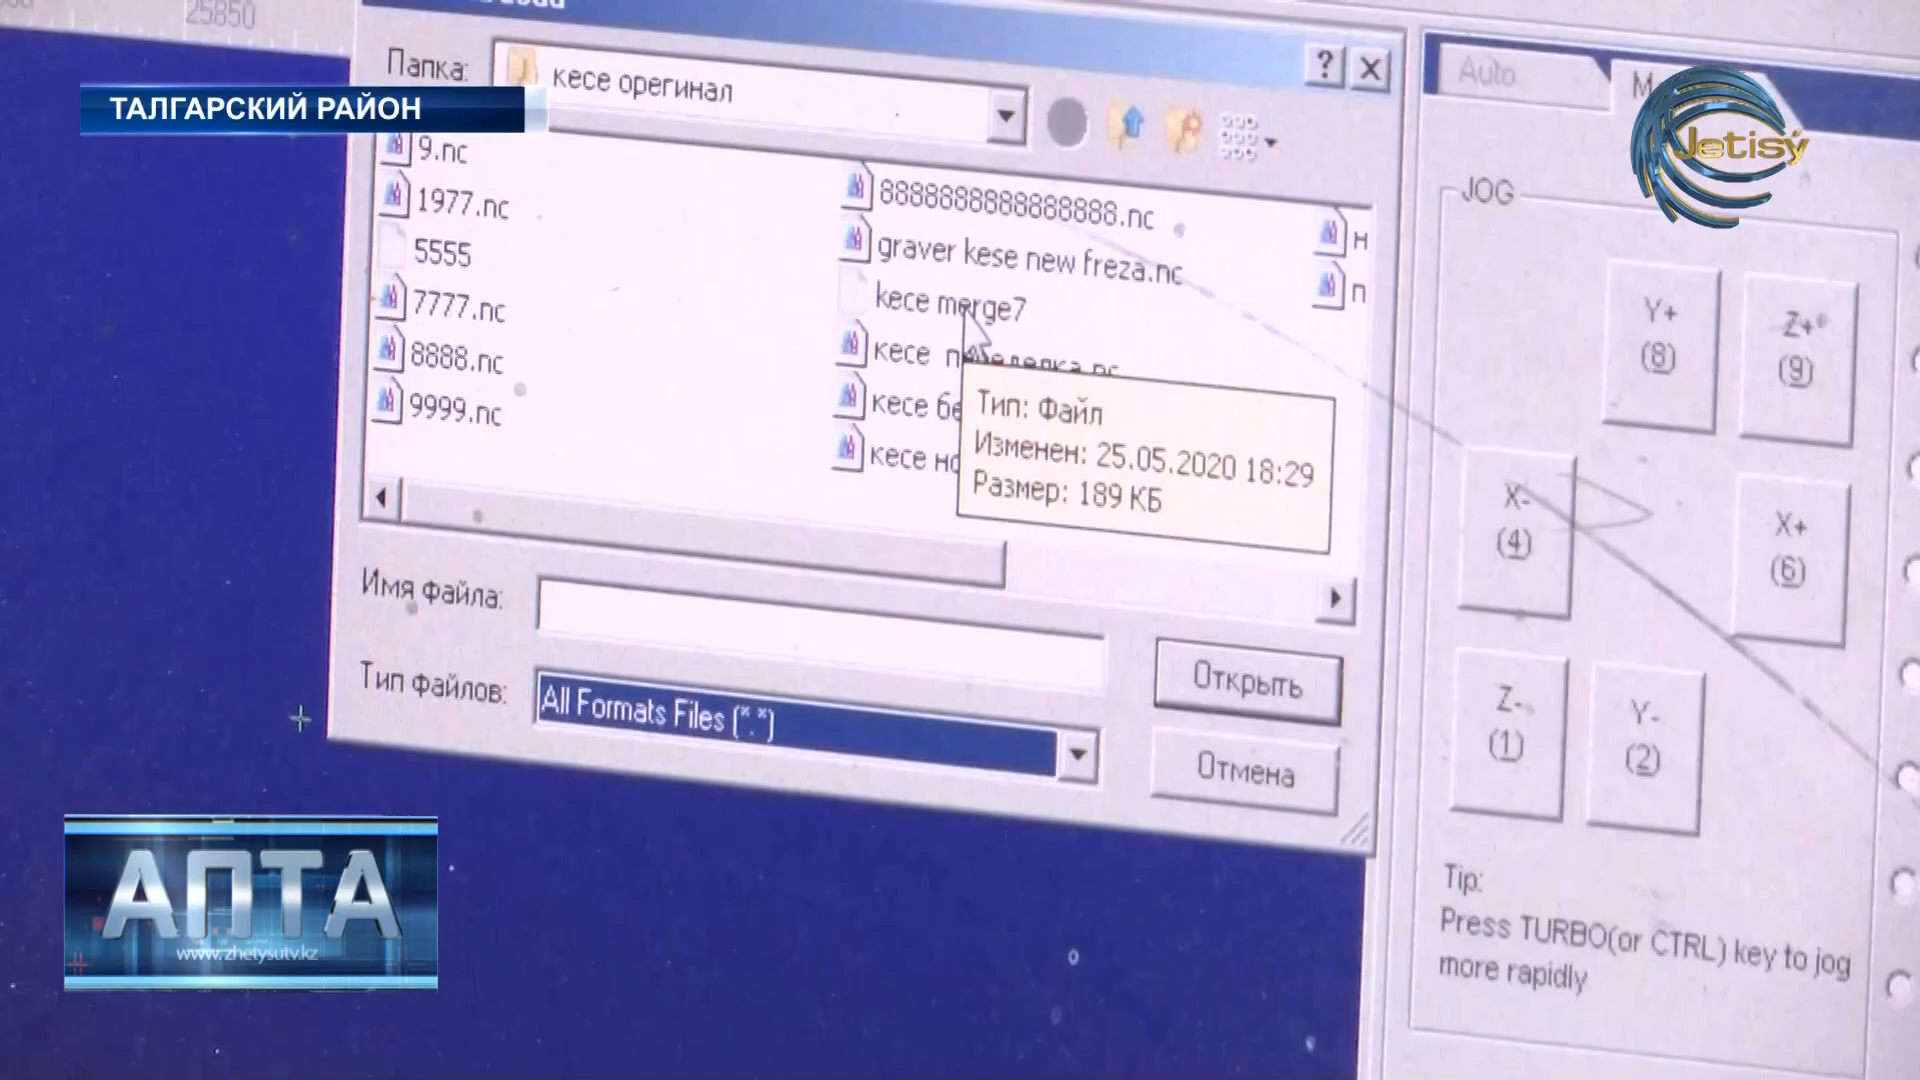 25850
Папка:
кесе орегинал
?
X
Auto
ТАЛГАРСКИЙ РАЙОН
Jetisý
9.nc
1977.nc
5555
7777.nc
8888.nc
9999.nc
graver kese new freza.nc
kece merge7
кесе
кесе
кесе
н
п
Тип: Файл
Изменен: 25.05.2020 18:29
Размер: 189 КБ
Имя файла:
Тип файлов:
All Formats Files (*.*)
Открыть
Отмена
JOG
Y+
(8)
Z+
(9)
X-
(4)
X+
(6)
Z-
(1)
Y-
(2)
Tip:
Press TURBO(or CTRL) key to jog
more rapidly
АПТА
www.zhetysutv.kz